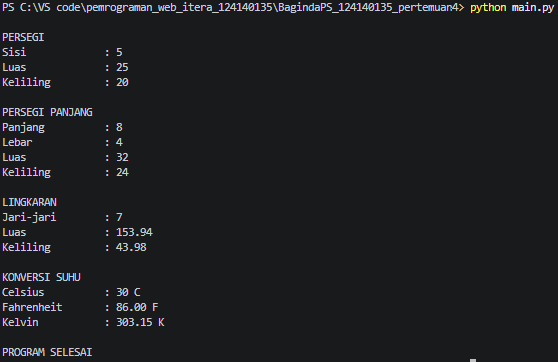 PS C:\VS code\pemrograman_web_itera_124140135\BagindaPS_124140135_pertemuan4> python main.py
PERSEGI
Sisi : 5
Luas : 25
Keliling : 20
PERSEGI PANJANG
Panjang : 8
Lebar : 4
Luas : 32
Keliling : 24
LINGKARAN
Jari-jari : 7
Luas : 153.94
Keliling : 43.98
KONVERSI SUHU
Celsius : 30 C
Fahrenheit : 86.00 F
Kelvin : 303.15 K
PROGRAM SELESAI